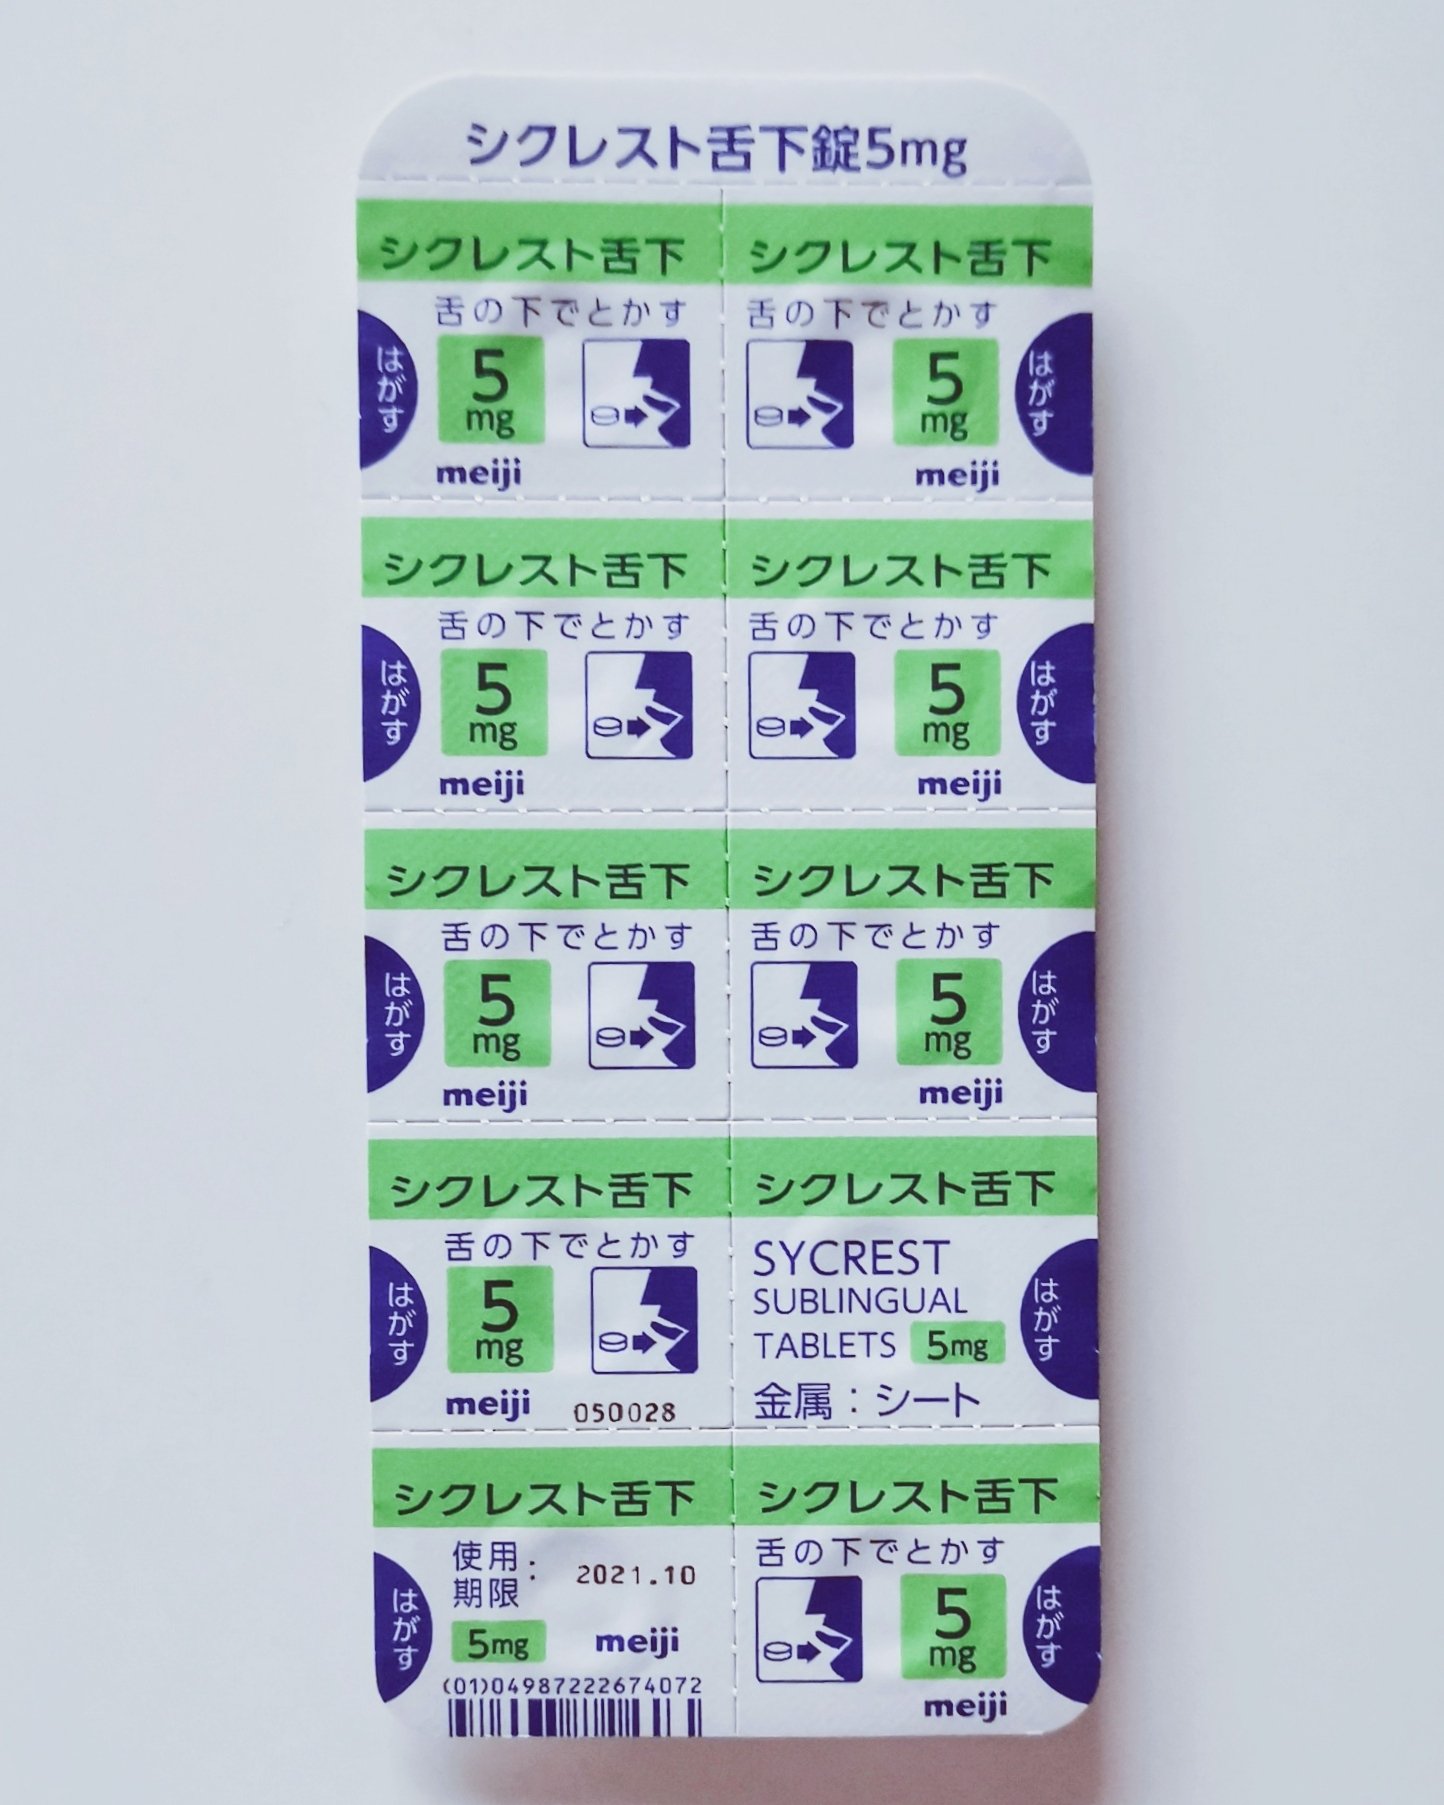 シクレスト舌下錠5mg
シクレスト舌下
舌の下でとかす
はがす
5
mg
meiji
シクレスト舌下
舌の下でとかす
5
mg
はがす
meiji
シクレスト舌下
舌の下でとかす
はがす
5
mg
meiji
シクレスト舌下
舌の下でとかす
5
mg
はがす
meiji
シクレスト舌下
舌の下でとかす
はがす
5
mg
meiji
シクレスト舌下
舌の下でとかす
5
mg
はがす
meiji
シクレスト舌下
舌の下でとかす
はがす
5
mg
meiji 050028
シクレスト舌下
SYCREST
SUBLINGUAL
TABLETS 5mg
はがす
金属：シート
シクレスト舌下
使用期限: 2021.10
はがす
5mg meiji
(01)04987222674072
シクレスト舌下
舌の下でとかす
5
mg
はがす
meiji